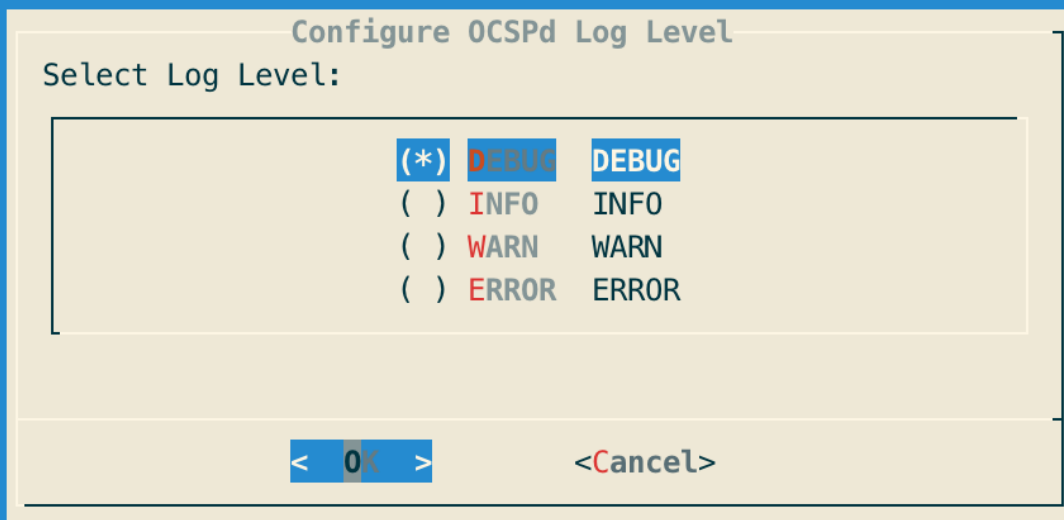 Configure OCSPd Log Level
Select Log Level:
(*) DEBUG DEBUG
( ) INFO INFO
( ) WARN WARN
( ) ERROR ERROR
< OK > <Cancel>